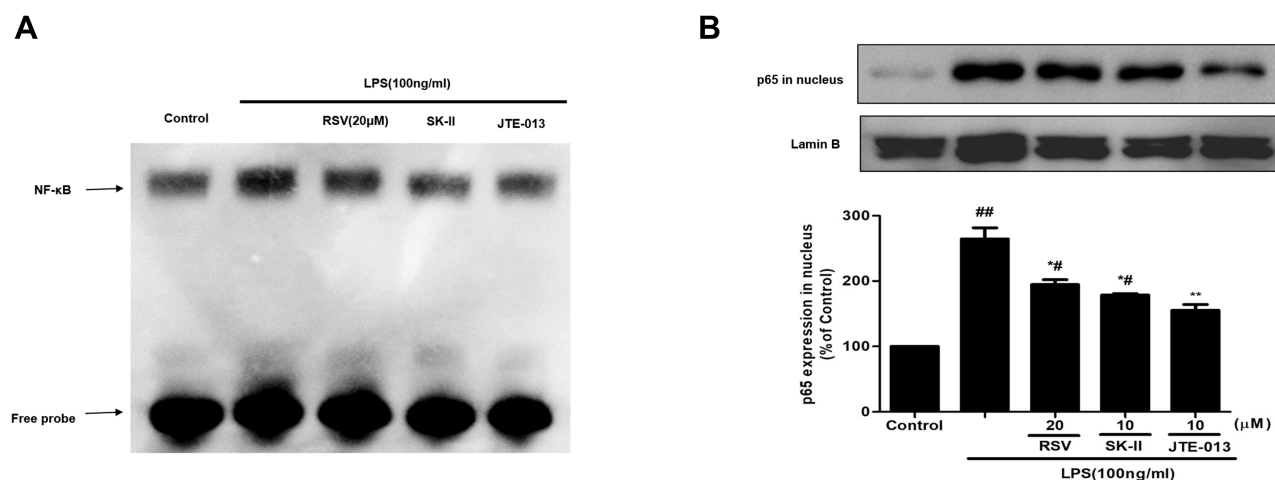 A
LPS(100ng/ml)
Control RSV(20µM) SK-II JTE-013
NF-κB
Free probe
B
p65 in nucleus
Lamin B
p65 expression in nucleus
(%of Control)
300
200
100
0
##
*#
*#
**
20 10 10 (µM)
Control RSV SK-II JTE-013
LPS(100ng/ml)